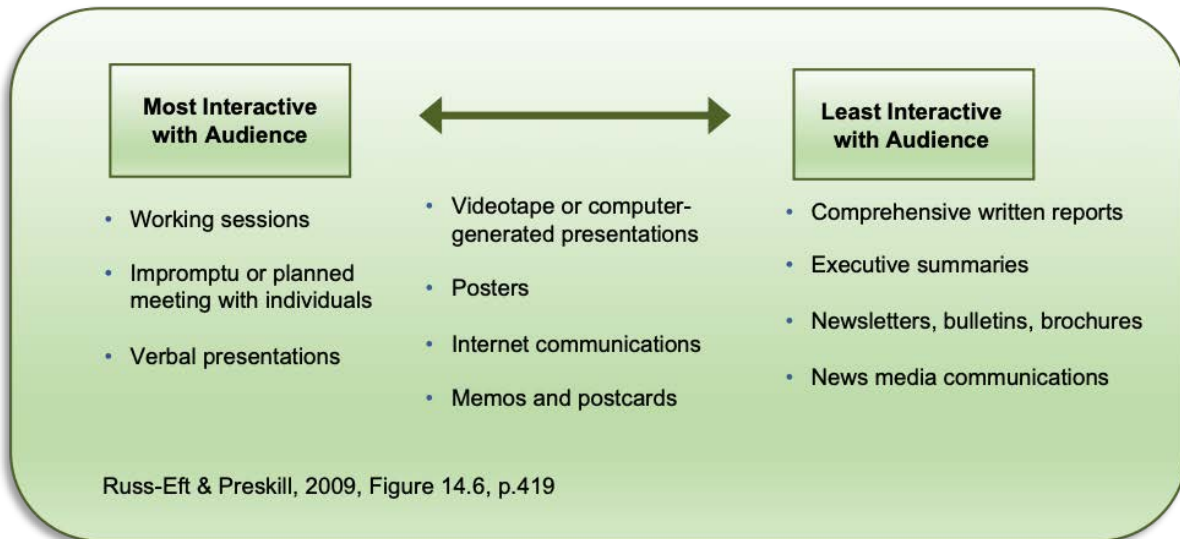 Most Interactive
with Audience
• Working sessions
• Impromptu or planned
meeting with individuals
• Verbal presentations
• Videotape or computer-
generated presentations
• Posters
• Internet communications
• Memos and postcards
Least Interactive
with Audience
• Comprehensive written reports
• Executive summaries
• Newsletters, bulletins, brochures
• News media communications
Russ-Eft & Preskill, 2009, Figure 14.6, p.419